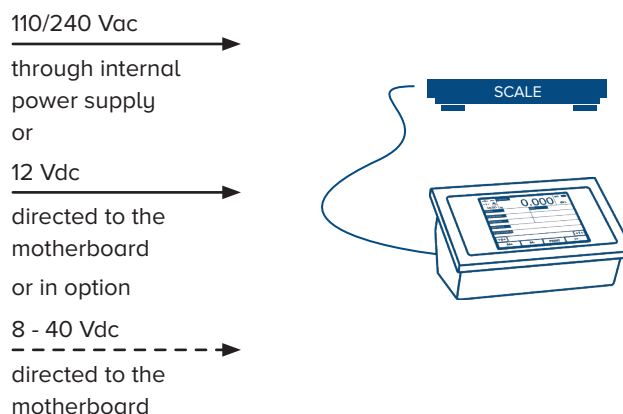 110/240 Vac
through internal
power supply
or
12 Vdc
directed to the
motherboard
or in option
8 - 40 Vdc
directed to the
motherboard
SCALE
0.000